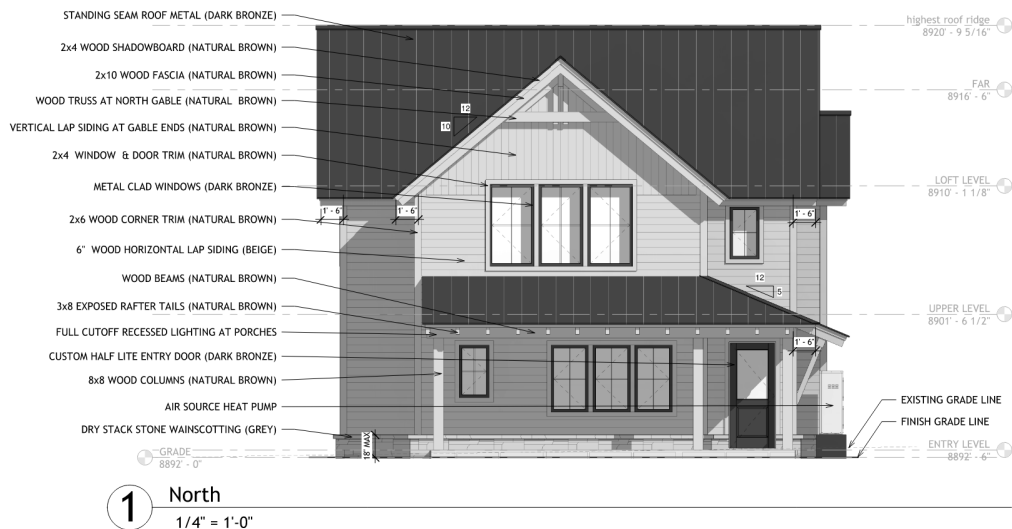 STANDING SEAM ROOF METAL (DARK BRONZE)
2x4 WOOD SHADOWBOARD (NATURAL BROWN)
2x10 WOOD FASCIA (NATURAL BROWN)
WOOD TRUSS AT NORTH GABLE (NATURAL BROWN)
VERTICAL LAP SIDING AT GABLE ENDS (NATURAL BROWN)
2x4 WINDOW & DOOR TRIM (NATURAL BROWN)
METAL CLAD WINDOWS (DARK BRONZE)
2x6 WOOD CORNER TRIM (NATURAL BROWN)
6" WOOD HORIZONTAL LAP SIDING (BEIGE)
WOOD BEAMS (NATURAL BROWN)
3x8 EXPOSED RAFTER TAILS (NATURAL BROWN)
FULL CUTOFF RECESSED LIGHTING AT PORCHES
CUSTOM HALF LITE ENTRY DOOR (DARK BRONZE)
8x8 WOOD COLUMNS (NATURAL BROWN)
AIR SOURCE HEAT PUMP
DRY STACK STONE WAINSCOTTING (GREY)
GRADE
8892' - 0"
12
10
1' - 6"
1' - 6"
1' - 6"
12
5
1' - 6"
18" MAX
highest roof ridge
8920' - 9 5/16"
FAR
8916' - 6"
LOFT LEVEL
8910' - 1 1/8"
UPPER LEVEL
8901' - 6 1/2"
EXISTING GRADE LINE
FINISH GRADE LINE
ENTRY LEVEL
8892' - 6"
1
North
1/4" = 1'-0"